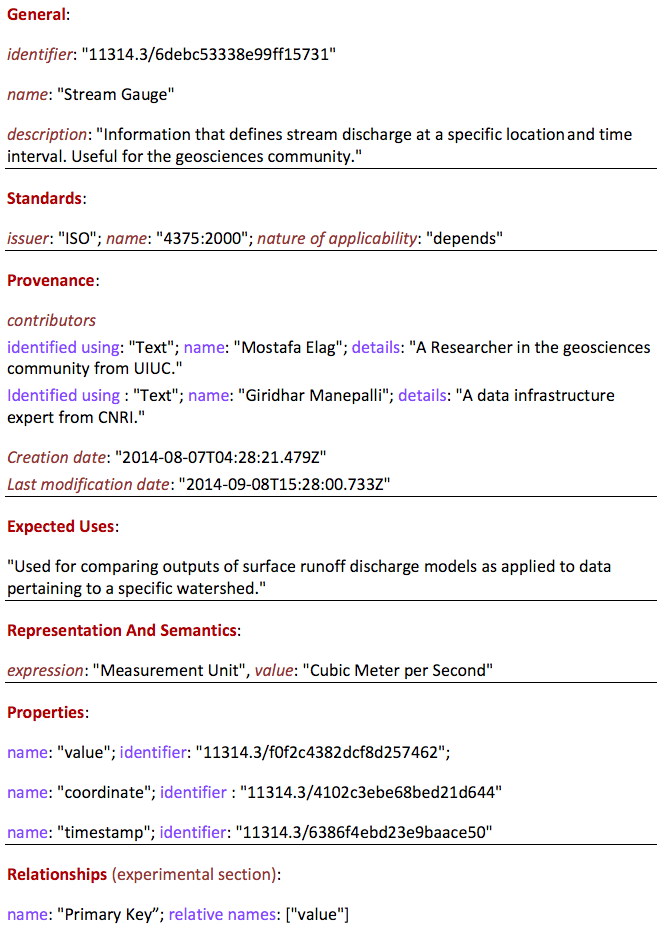 General:
identifier: "11314.3/6debc53338e99ff15731"
name: "Stream Gauge"
description: "Information that defines stream discharge at a specific location and time
interval. Useful for the geosciences community."
Standards:
issuer: "ISO"; name: "4375:2000"; nature of applicability: "depends"
Provenance:
contributors
identified using: "Text"; name: "Mostafa Elag"; details: "A Researcher in the geosciences
community from UIUC."
Identified using : "Text"; name: "Giridhar Manepalli"; details: "A data infrastructure
expert from CNRI."
Creation date: "2014-08-07T04:28:21.479Z"
Last modification date: "2014-09-08T15:28:00.733Z"
Expected Uses:
"Used for comparing outputs of surface runoff discharge models as applied to data
pertaining to a specific watershed."
Representation And Semantics:
expression: "Measurement Unit", value: "Cubic Meter per Second"
Properties:
name: "value"; identifier: "11314.3/f0f2c4382dcf8d257462";
name: "coordinate"; identifier : "11314.3/4102c3ebe68bed21d644"
name: "timestamp"; identifier: "11314.3/6386f4ebd23e9baace50"
Relationships (experimental section):
name: "Primary Key”; relative names: ["value"]